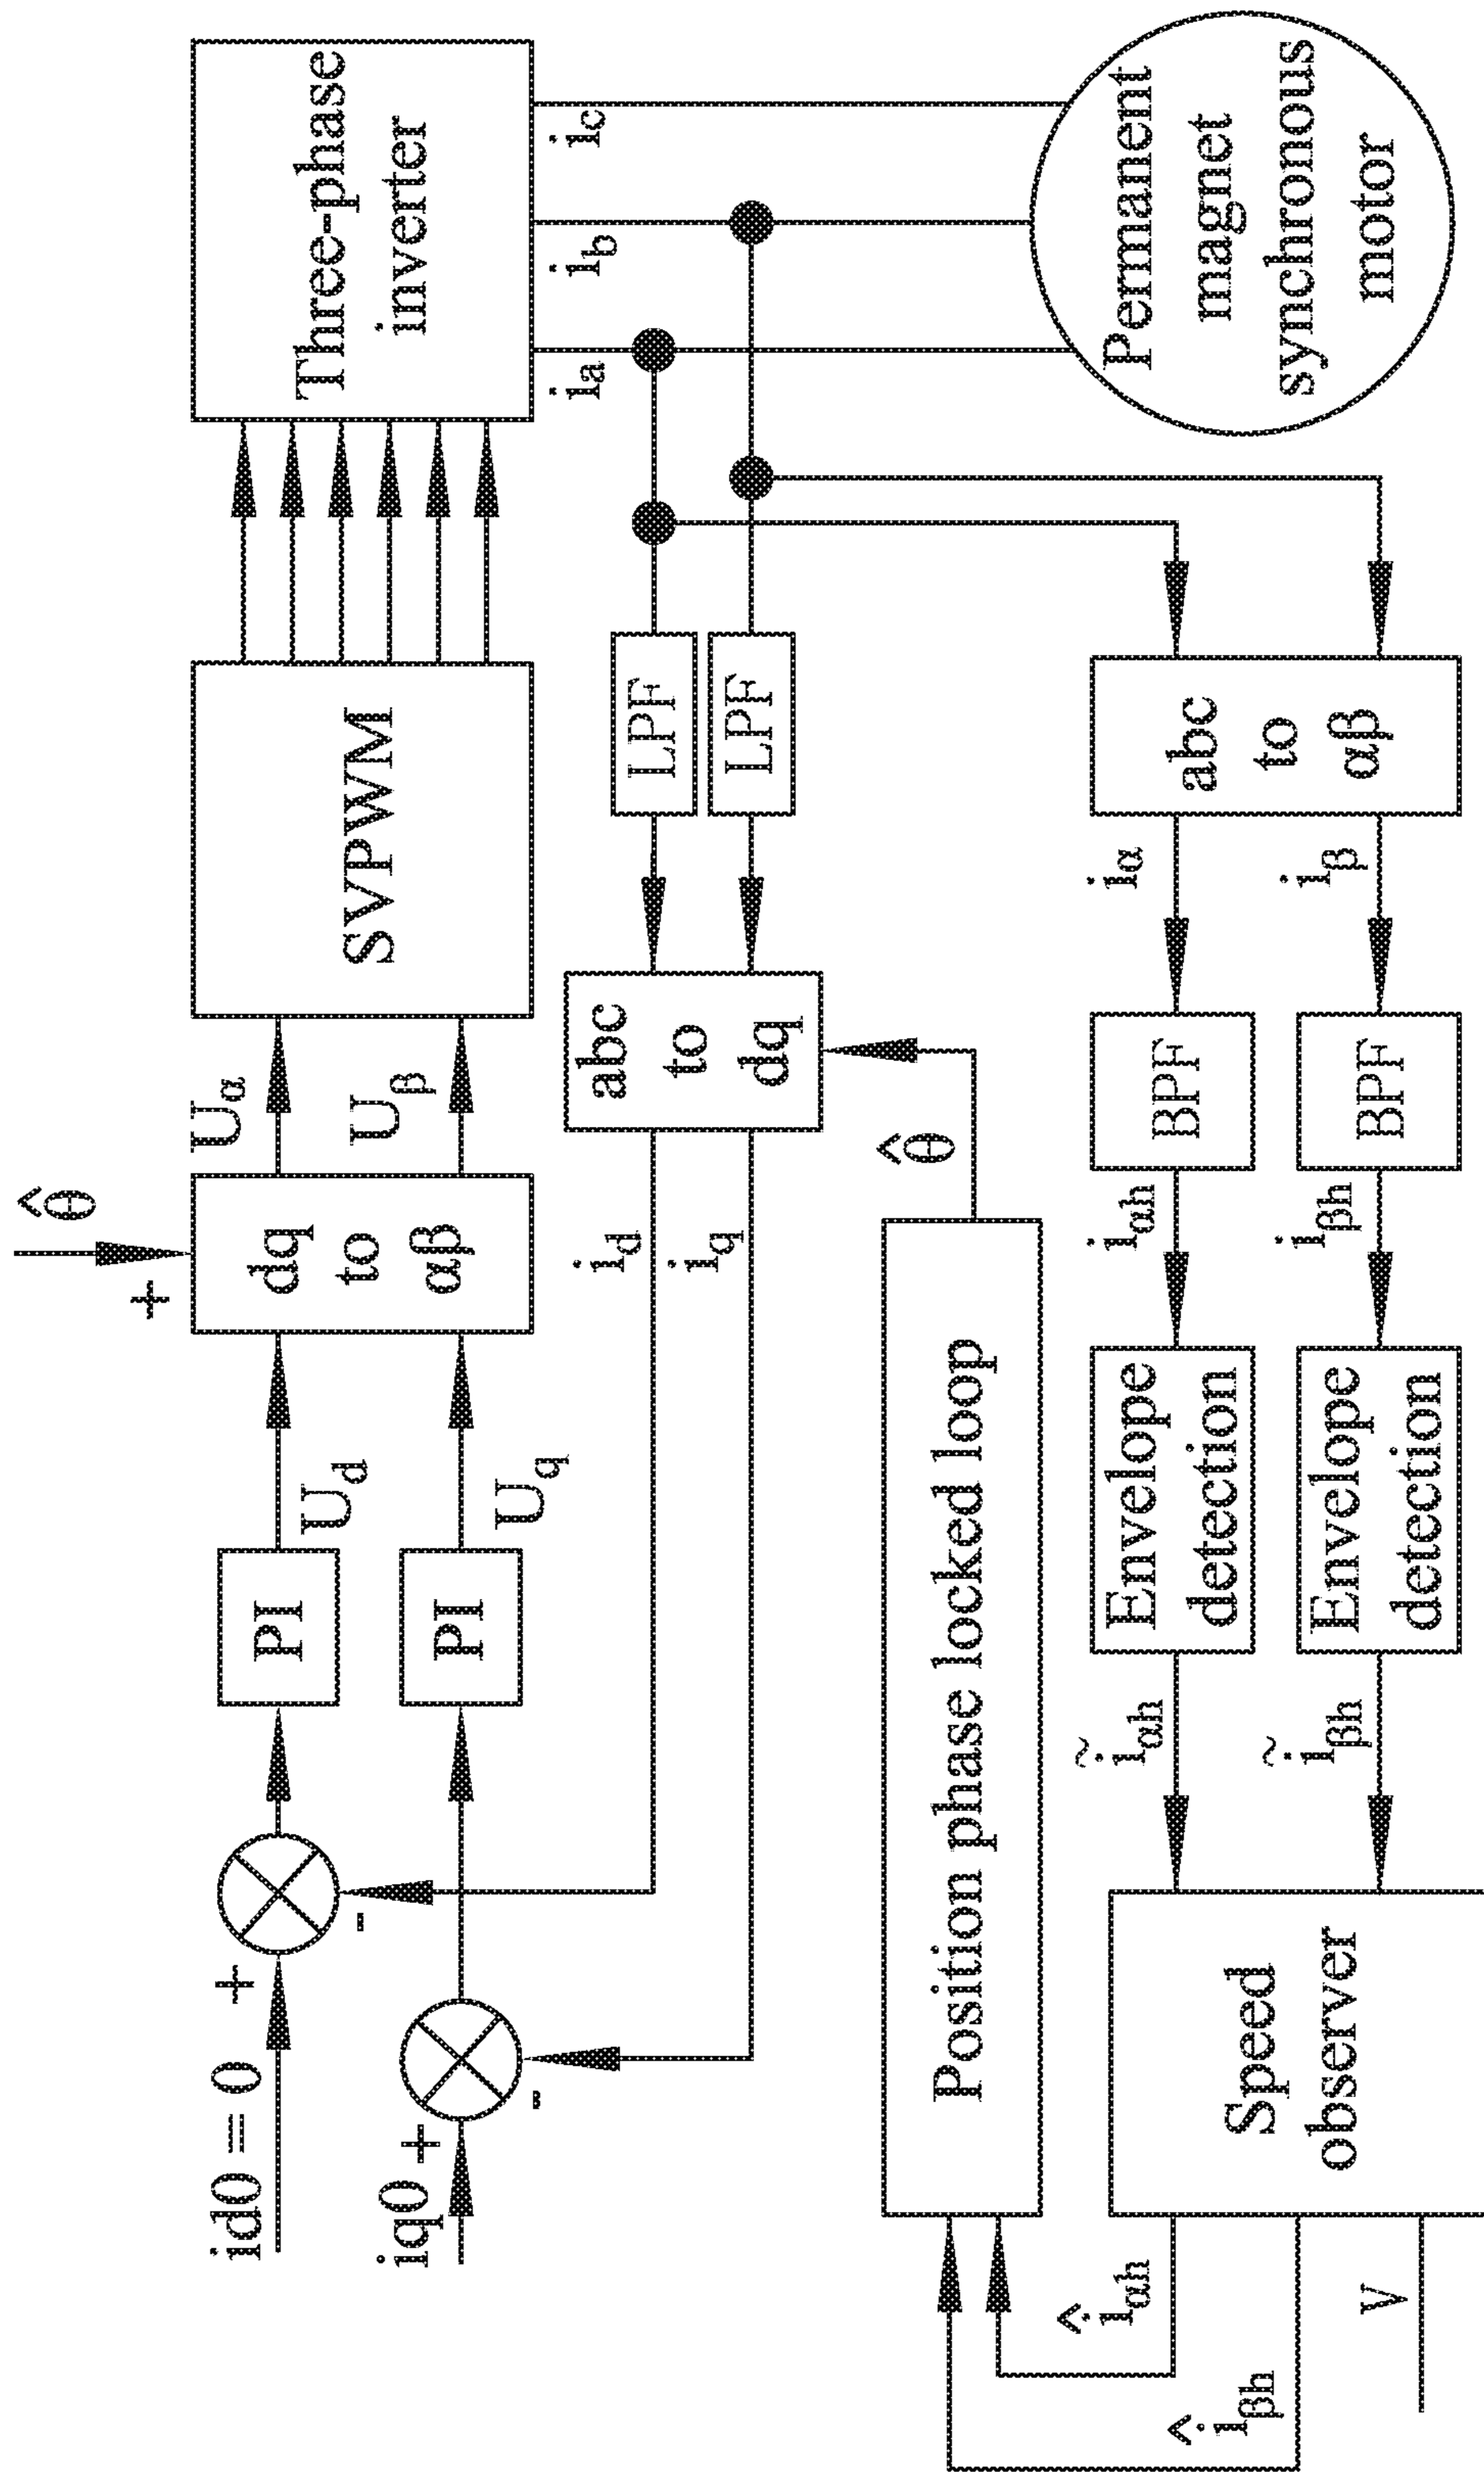 θ̂
+
id0 = 0
+
-
PI
U_d
iq0
+
-
PI
U_q
dq
to
αβ
U_α
U_β
SVPWM
Three-phase
inverter
i_d
i_q
abc
to
dq
LPF
LPF
i_a
i_b
i_c
θ̂
Position phase locked loop
Permanent
magnet
synchronous
motor
î_αh
î_βh
V
Speed
observer
ĩ_αh
ĩ_βh
Envelope
detection
Envelope
detection
i_αh
i_βh
BPF
BPF
i_α
i_β
abc
to
αβ